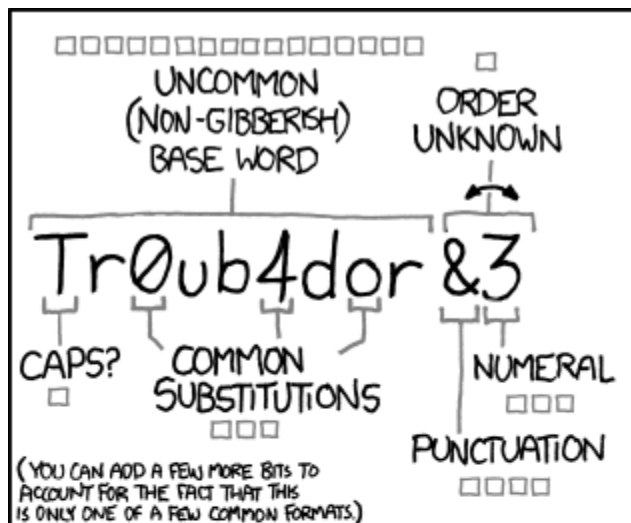 UNCOMMON
(NON-GIBBERISH)
BASE WORD
ORDER
UNKNOWN
Tr0ub4dor &3
CAPS?
COMMON
SUBSTITUTIONS
NUMERAL
PUNCTUATION
(YOU CAN ADD A FEW MORE BITS TO
ACCOUNT FOR THE FACT THAT THIS
IS ONLY ONE OF A FEW COMMON FORMATS.)